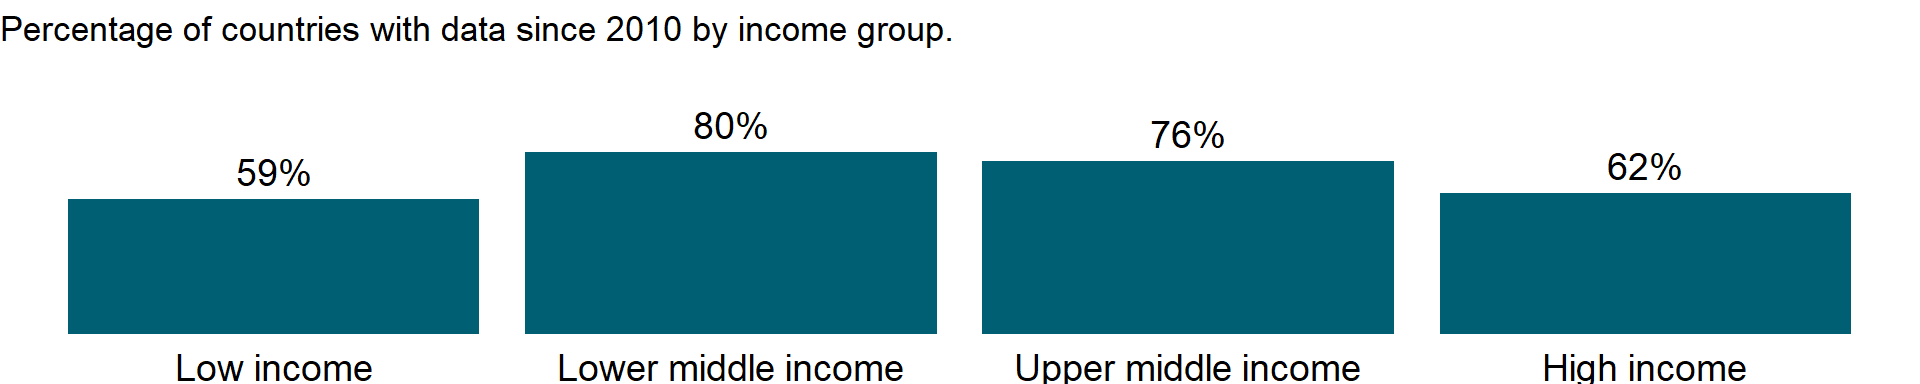 Percentage of countries with data since 2010 by income group.
59%
80%
76%
62%
Low income
Lower middle income
Upper middle income
High income